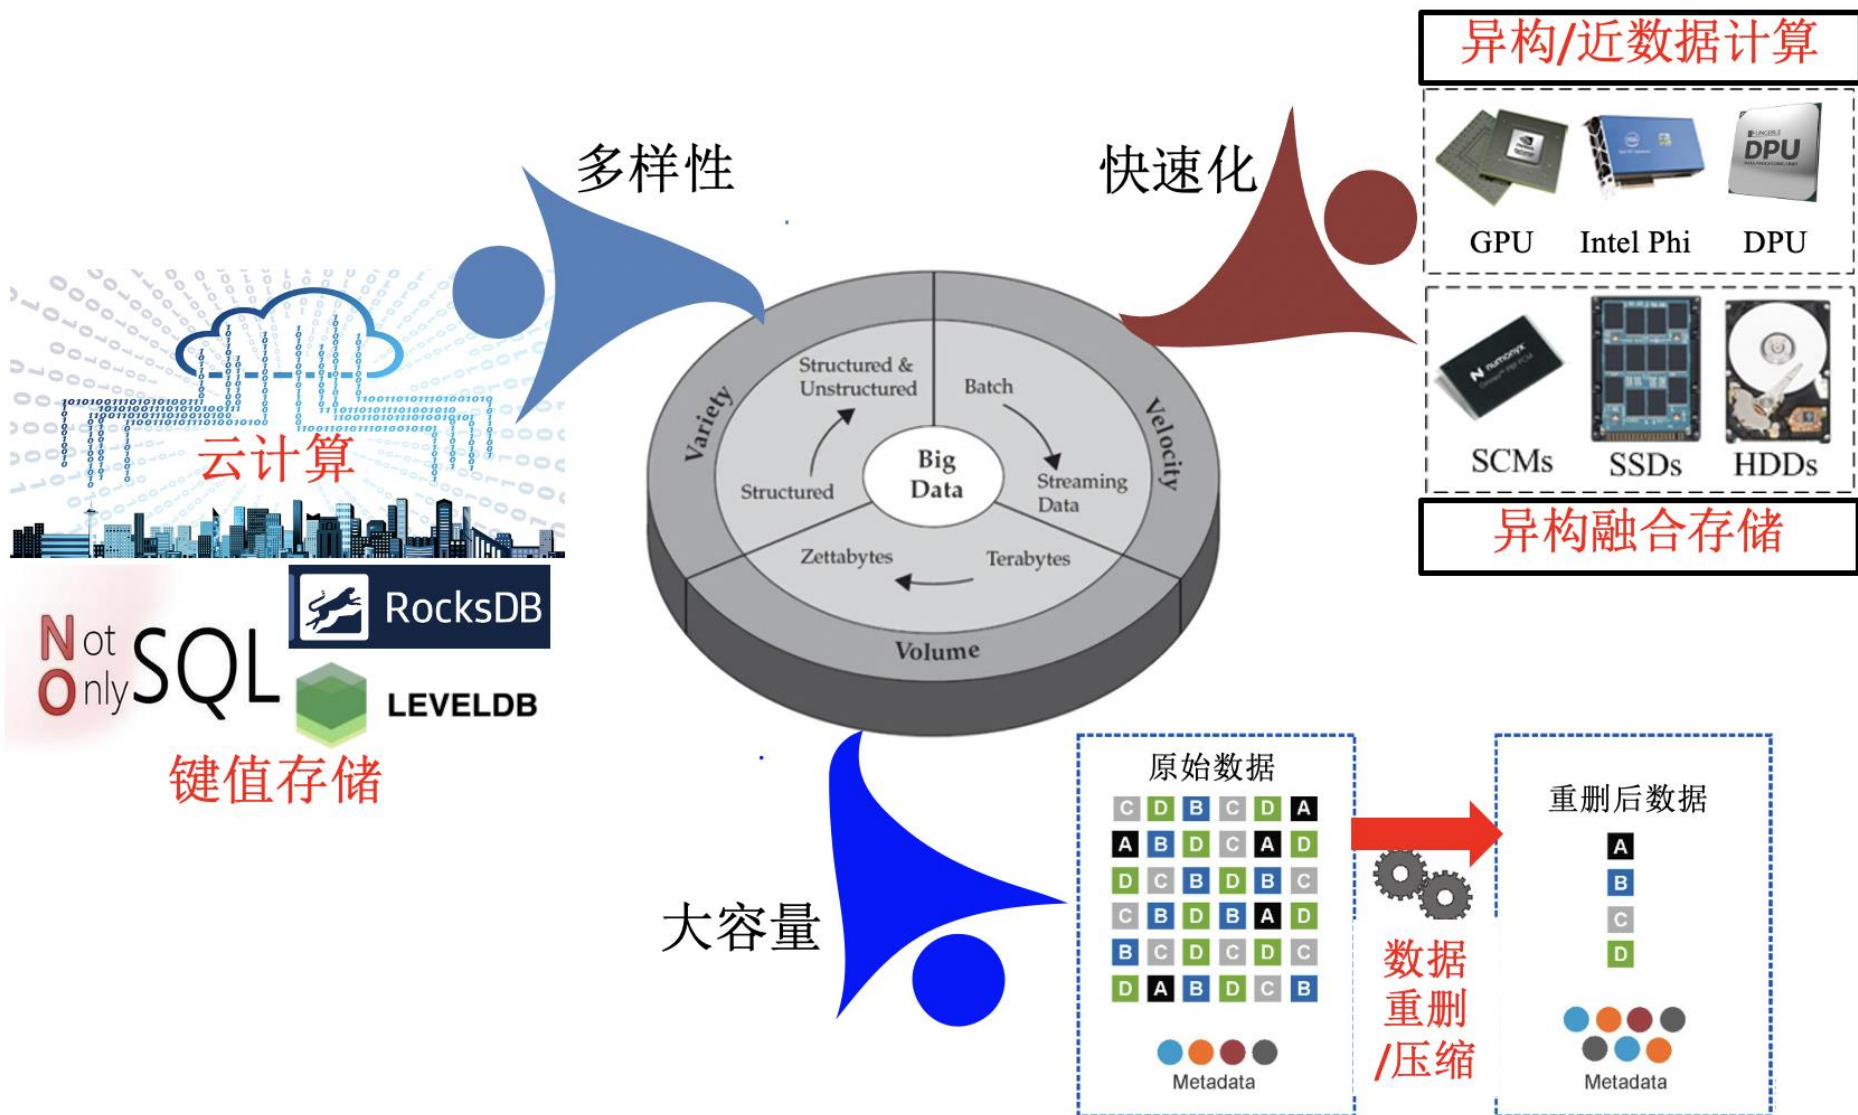 异构/近数据计算
GPU
Intel Phi
DPU
FUNGIBLE
DPU
SCMs
SSDs
HDDs
numonyx
异构融合存储
多样性
快速化
云计算
Not
Only
SQL
RocksDB
LEVELDB
键值存储
Variety
Structured &
Unstructured
Structured
Velocity
Batch
Streaming
Data
Big
Data
Zettabytes
Terabytes
Volume
大容量
原始数据
C D B C D A
A B D C A D
D C B D B C
C B D B A D
B C D C D C
D A B D C B
Metadata
数据
重删
/压缩
重删后数据
A
B
C
D
Metadata